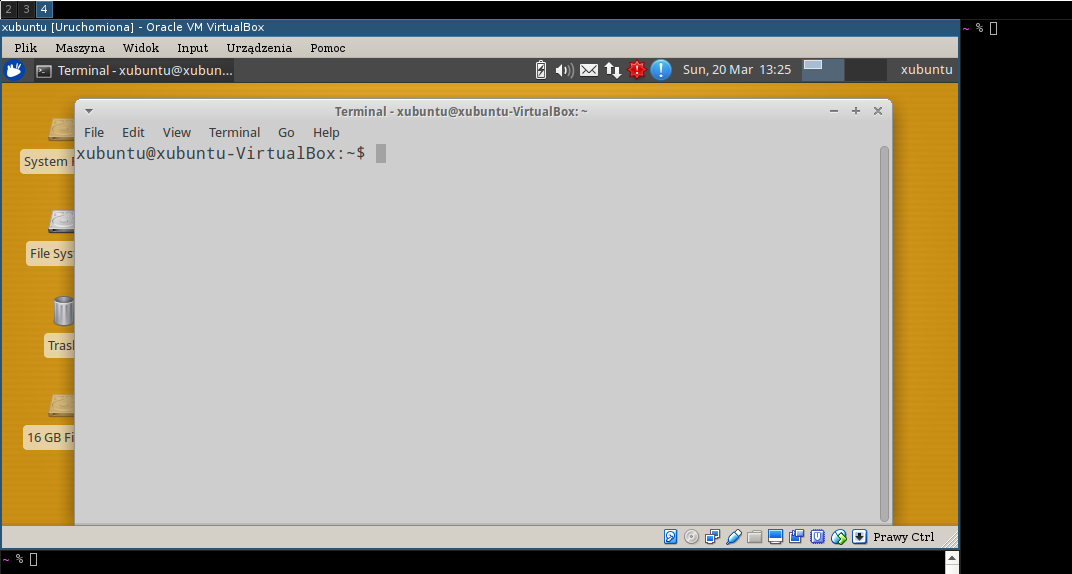 2 3 4
xubuntu [Uruchomiona] - Oracle VM VirtualBox
~ %
Plik Maszyna Widok Input Urządzenia Pomoc
Terminal - xubuntu@xubun... Sun, 20 Mar 13:25 xubuntu
Terminal - xubuntu@xubuntu-VirtualBox: ~
File Edit View Terminal Go Help
xubuntu@xubuntu-VirtualBox:~$
System
File Sys
Tras
16 GB Fi
Prawy Ctrl
~ %